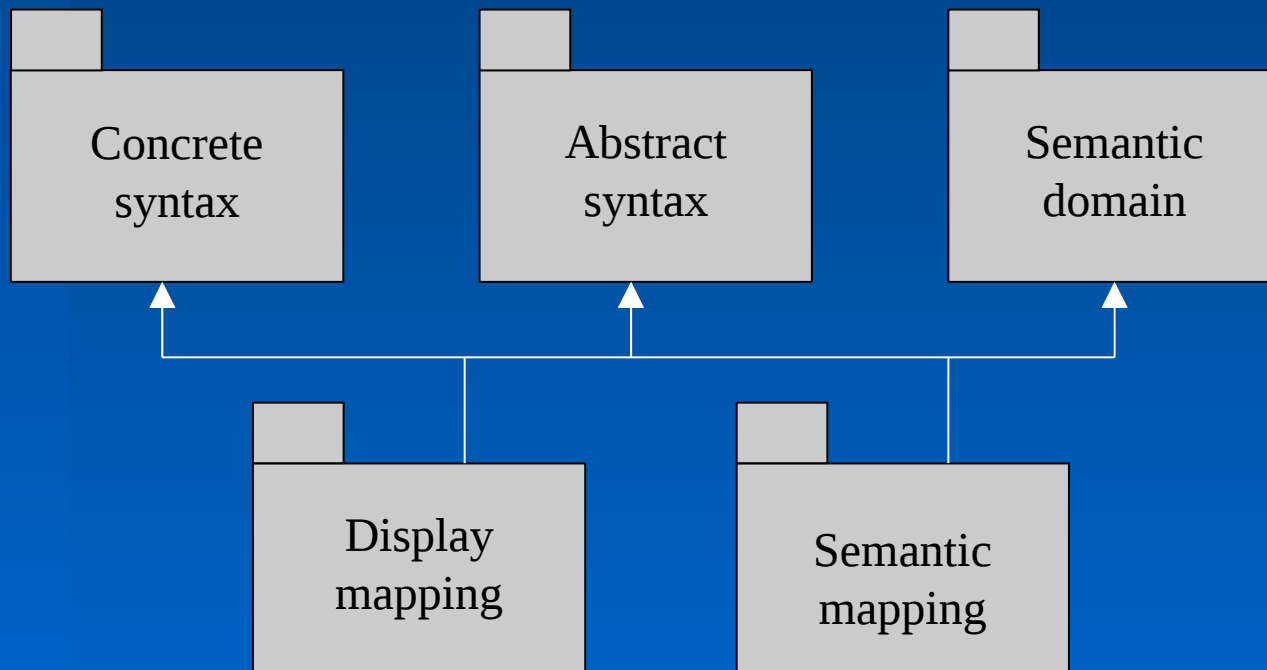 Concrete
syntax
Abstract
syntax
Semantic
domain
Display
mapping
Semantic
mapping